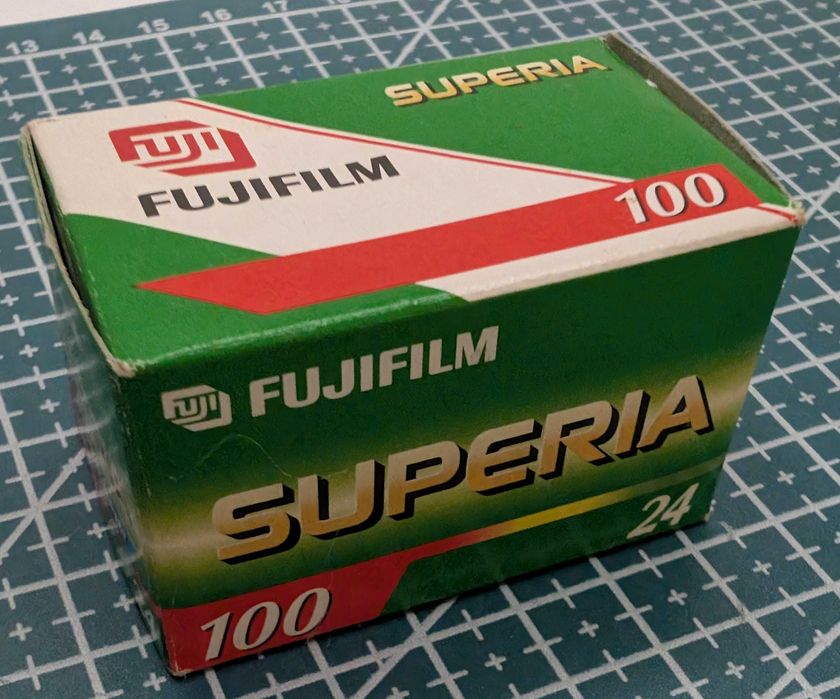 13 14 15 16 17
SUPERIA
FUJI
FUJIFILM
100
FUJI FUJIFILM
SUPERIA
24
100